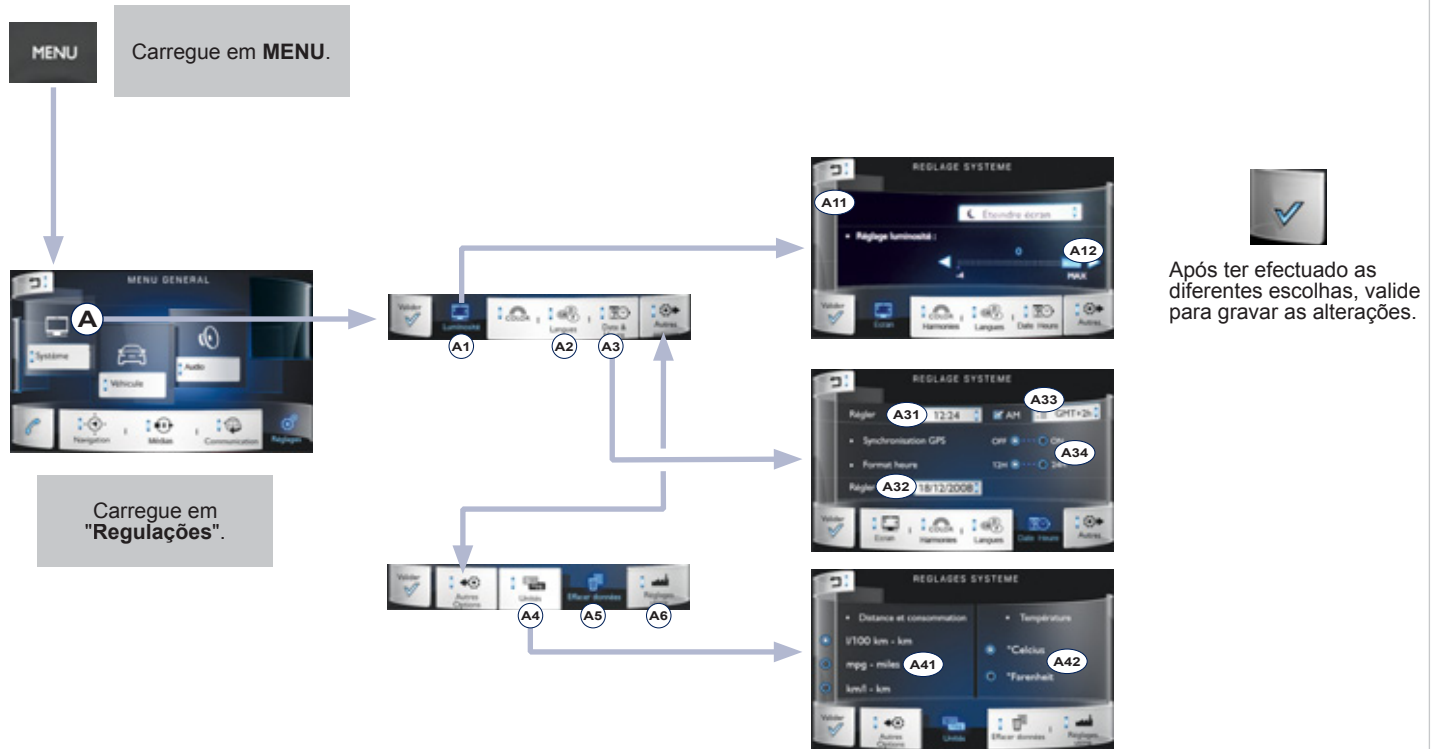 MENU
Carregue em MENU.
MENU GENERAL
A
Système
Véhicule
Audio
Navigation
Médias
Communication
Réglages
Carregue em
"Regulações".
Valider
Luminosité
COLOR
Langues
Date &
Autres
A1
A2
A3
Valider
Autres
Options
Unités
Effacer données
Réglages
A4
A5
A6
REGLAGE SYSTEME
A11
Eteindre écran
• Réglage luminosité :
0
A12
-4
MAX
Valider
Ecran
COLOR
Harmonies
Langues
Date Heure
Autres
REGLAGE SYSTEME
Régler
A31
12:24
AM
A33
GMT+2h
• Synchronisation GPS
OFF
ON
• Format heure
12H
24H
A34
Régler
A32
18/12/2008
Valider
Ecran
COLOR
Harmonies
Langues
Date Heure
Autres
REGLAGES SYSTEME
• Distance et consommation
• Température
l/100 km - km
°Celcius
mpg - miles
A41
A42
°Farenheit
km/l - km
Valider
Autres
Options
Unités
Effacer données
Réglages
Após ter efectuado as
diferentes escolhas, valide
para gravar as alterações.